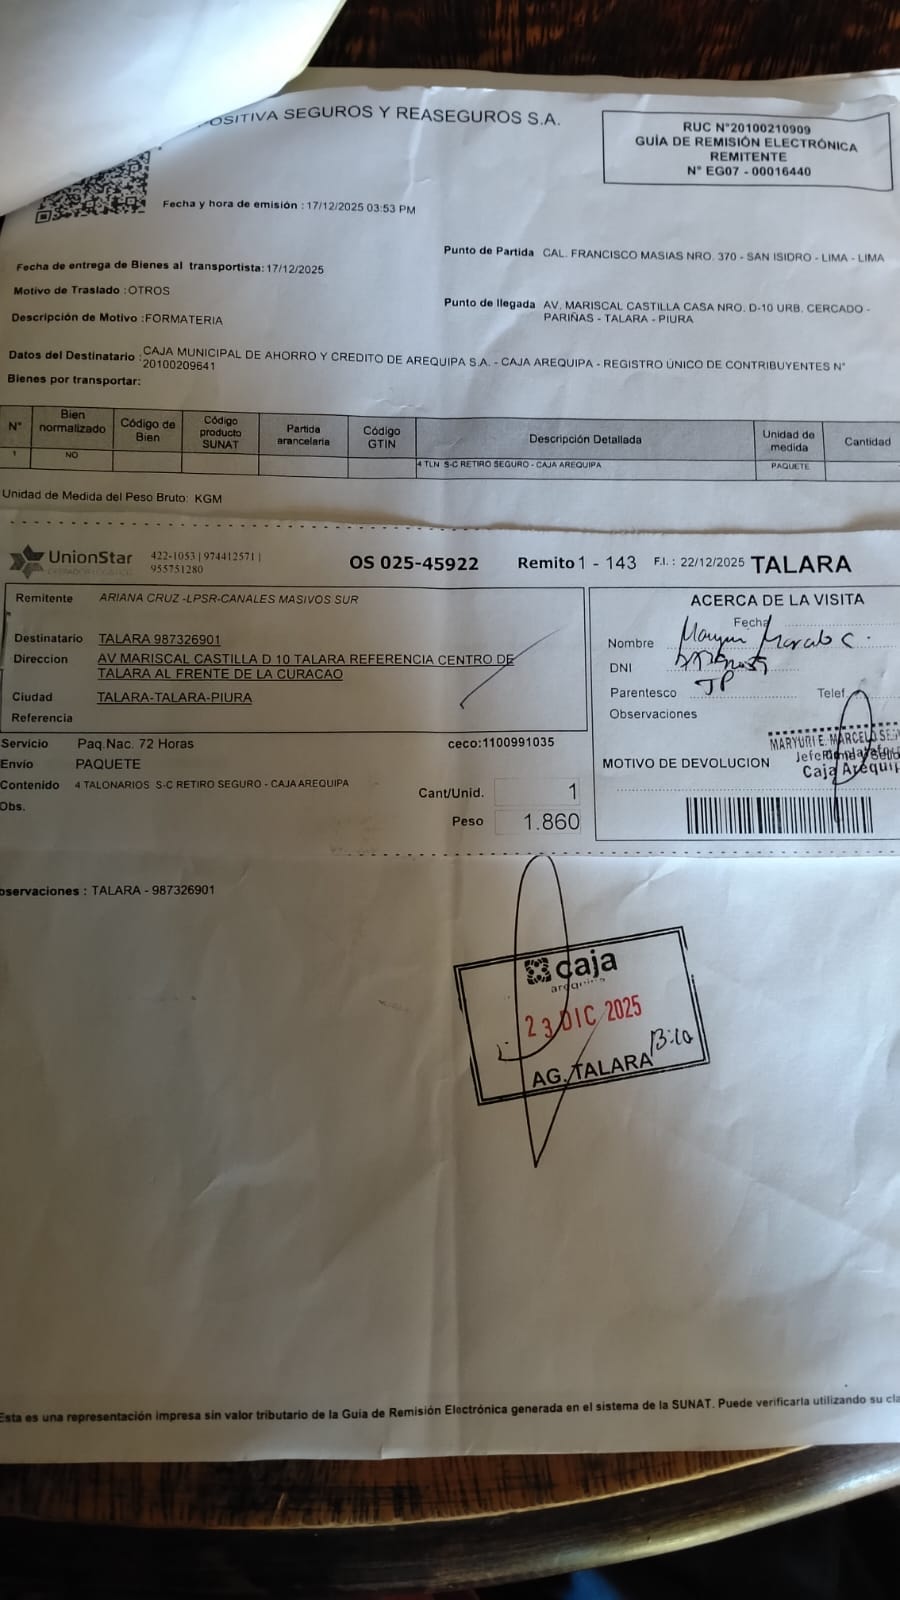 POSITIVA SEGUROS Y REASEGUROS S.A.
RUC N°20100210909
GUÍA DE REMISIÓN ELECTRÓNICA
REMITENTE
N° EG07 - 00016440
Fecha y hora de emisión : 17/12/2025 03:53 PM
Fecha de entrega de Bienes al transportista: 17/12/2025
Motivo de Traslado : OTROS
Descripción de Motivo : FORMATERIA
Punto de Partida CAL. FRANCISCO MASIAS NRO. 370 - SAN ISIDRO - LIMA - LIMA
Punto de llegada AV. MARISCAL CASTILLA CASA NRO. D-10 URB. CERCADO -
PARIÑAS - TALARA - PIURA
Datos del Destinatario : CAJA MUNICIPAL DE AHORRO Y CREDITO DE AREQUIPA S.A. - CAJA AREQUIPA - REGISTRO ÚNICO DE CONTRIBUYENTES N°
20100209641
Bienes por transportar:
N° Bien normalizado Código de Bien Código producto SUNAT Partida arancelaria Código GTIN Descripción Detallada Unidad de medida Cantidad
1 NO 4 TLN S-C RETIRO SEGURO - CAJA AREQUIPA PAQUETE
Unidad de Medida del Peso Bruto: KGM
UnionStar
422-1053 | 974412571 |
955751280
OS 025-45922 Remito 1 - 143 F.I. : 22/12/2025 TALARA
Remitente ARIANA CRUZ -LPSR-CANALES MASIVOS SUR
Destinatario TALARA 987326901
Direccion AV MARISCAL CASTILLA D 10 TALARA REFERENCIA CENTRO DE
TALARA AL FRENTE DE LA CURACAO
Ciudad TALARA-TALARA-PIURA
Referencia
Servicio Paq.Nac. 72 Horas ceco:1100991035
Envío PAQUETE
Contenido 4 TALONARIOS S-C RETIRO SEGURO - CAJA AREQUIPA
Obs.
Cant/Unid. 1
Peso 1.860
ACERCA DE LA VISITA
Fecha
Nombre
DNI
Parentesco JP Telef.
Observaciones
MARYURI E. MARCELO
Caja Arequip
MOTIVO DE DEVOLUCION
bservaciones : TALARA - 987326901
caja
arequipa
23 DIC 2025
13:10
AG. TALARA
Esta es una representación impresa sin valor tributario de la Guía de Remisión Electrónica generada en el sistema de la SUNAT. Puede verificarla utilizando su cla